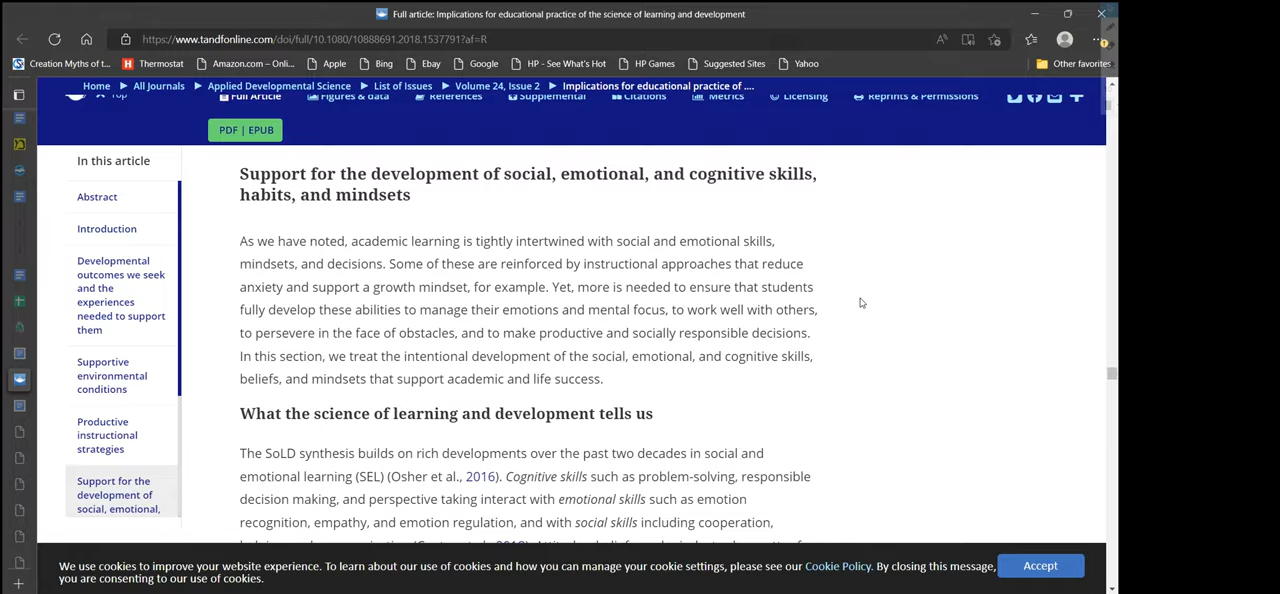 Full article: Implications for educational practice of the science of learning and development
https://www.tandfonline.com/doi/full/10.1080/10888691.2018.1537791?af=R
Creation Myths of t... Thermostat Amazon.com – Onli... Apple Bing Ebay Google HP - See What's Hot HP Games Suggested Sites Yahoo Other favorites
Home All Journals Applied Developmental Science List of Issues Volume 24, Issue 2 Implications for educational practice of ....
Top Full Article Figures & data References Supplemental Citations Metrics Licensing Reprints & Permissions
PDF | EPUB
In this article
Abstract
Introduction
Developmental
outcomes we seek
and the
experiences
needed to support
them
Supportive
environmental
conditions
Productive
instructional
strategies
Support for the
development of
social, emotional,
Support for the development of social, emotional, and cognitive skills,
habits, and mindsets
As we have noted, academic learning is tightly intertwined with social and emotional skills,
mindsets, and decisions. Some of these are reinforced by instructional approaches that reduce
anxiety and support a growth mindset, for example. Yet, more is needed to ensure that students
fully develop these abilities to manage their emotions and mental focus, to work well with others,
to persevere in the face of obstacles, and to make productive and socially responsible decisions.
In this section, we treat the intentional development of the social, emotional, and cognitive skills,
beliefs, and mindsets that support academic and life success.
What the science of learning and development tells us
The SoLD synthesis builds on rich developments over the past two decades in social and
emotional learning (SEL) (Osher et al., 2016). Cognitive skills such as problem-solving, responsible
decision making, and perspective taking interact with emotional skills such as emotion
recognition, empathy, and emotion regulation, and with social skills including cooperation,
We use cookies to improve your website experience. To learn about our use of cookies and how you can manage your cookie settings, please see our Cookie Policy. By closing this message,
you are consenting to our use of cookies.
Accept